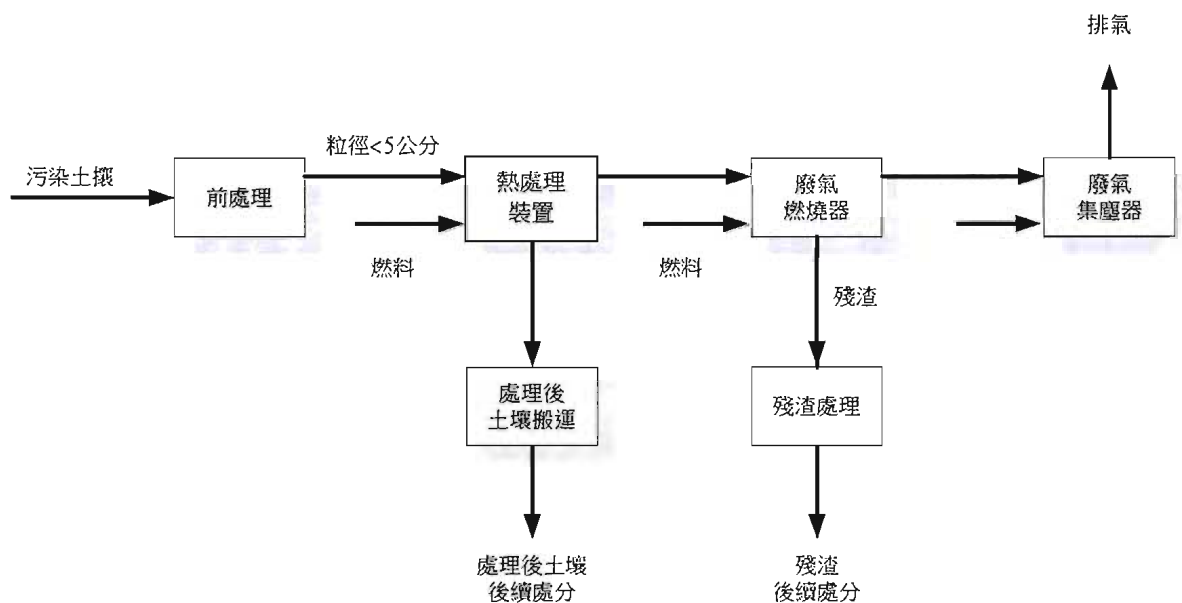 排氣
粒徑<5公分
污染土攘
前處理
熱處理
裝置
廢氣
燃燒器
廢氣
集塵器
燃料
燃料
殘渣
處理後
土壤搬運
殘渣處理
處理後土壤
後續處分
殘渣
後續處分